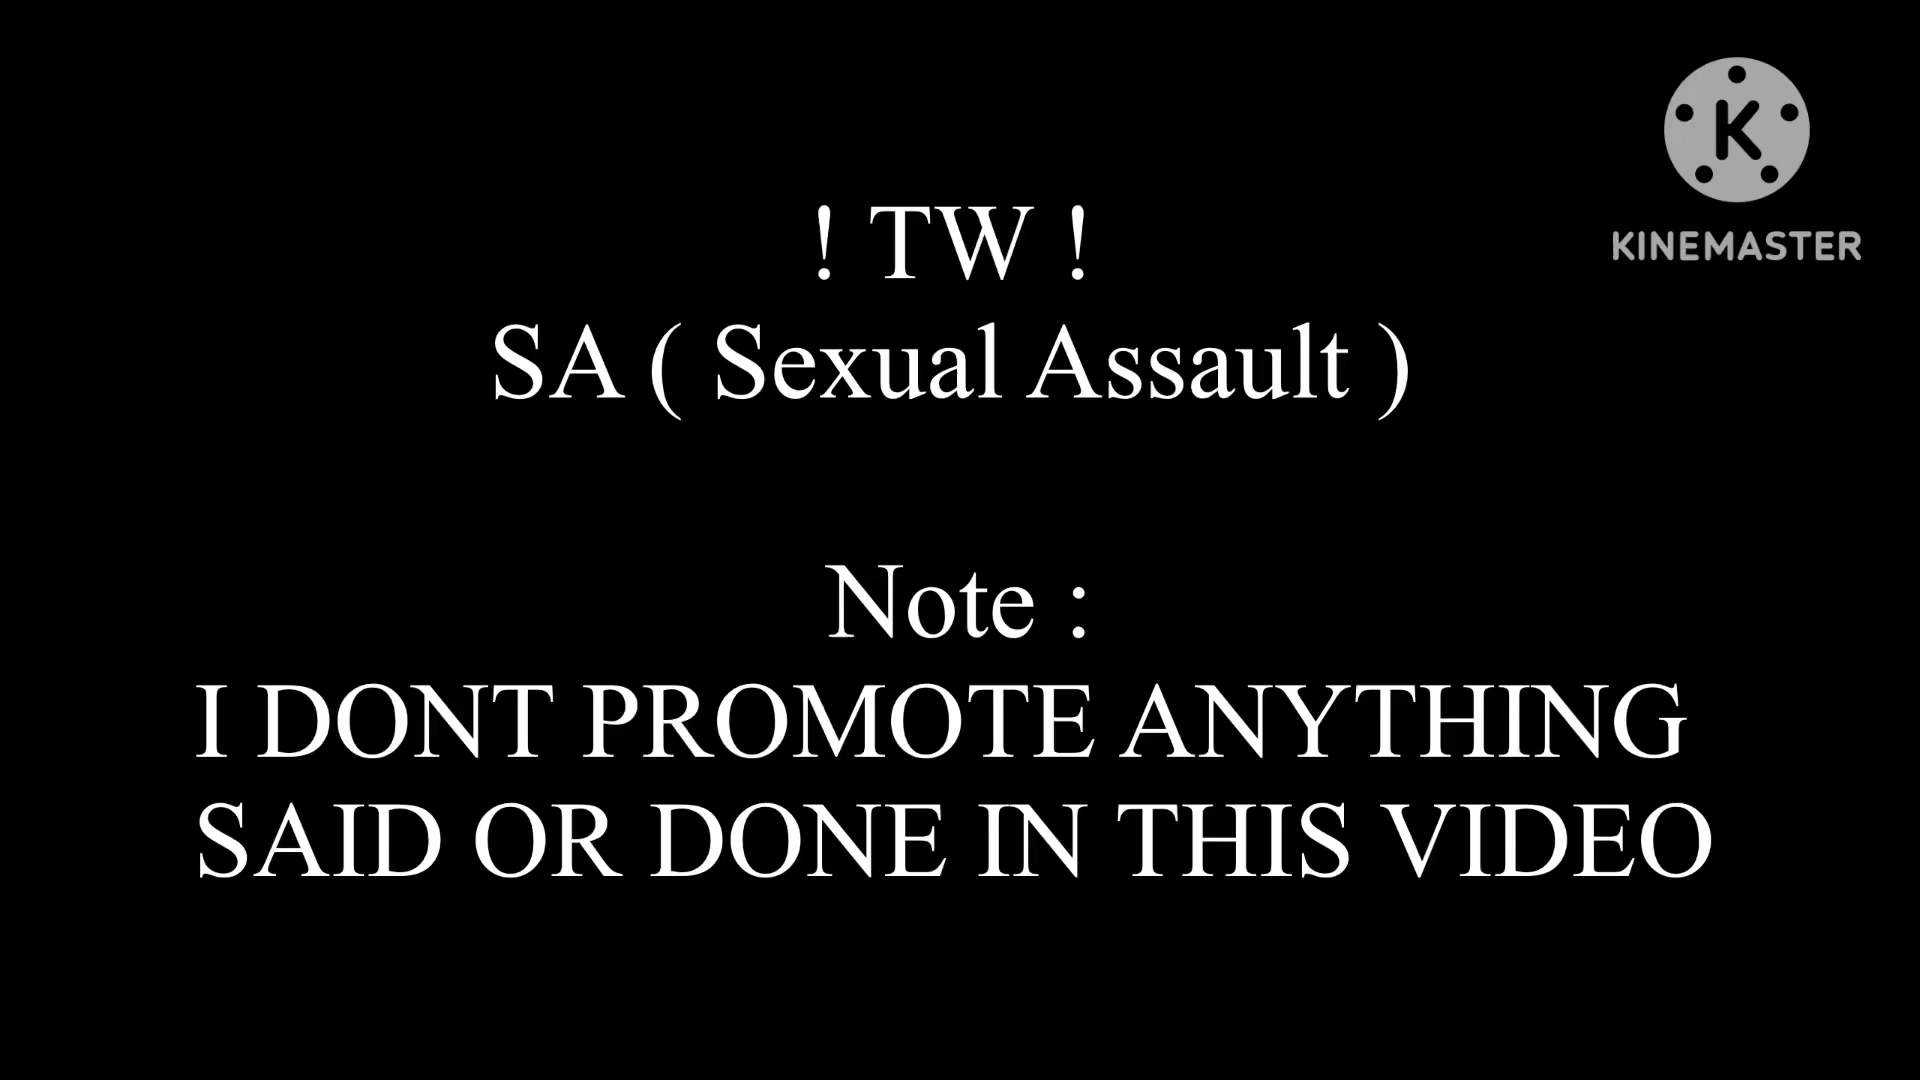 K
KINEMASTER
! TW !
SA ( Sexual Assault )
Note :
I DONT PROMOTE ANYTHING
SAID OR DONE IN THIS VIDEO